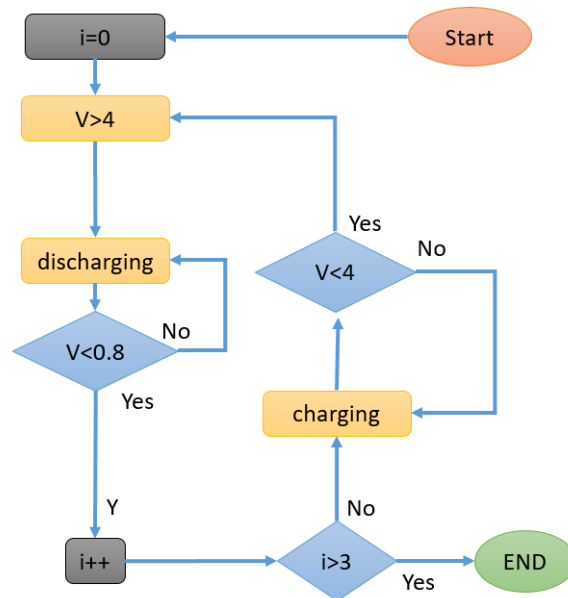 Start
i=0
V>4
discharging
V<0.8
No
Yes
Y
i++
i>3
Yes
END
No
charging
V<4
No
Yes